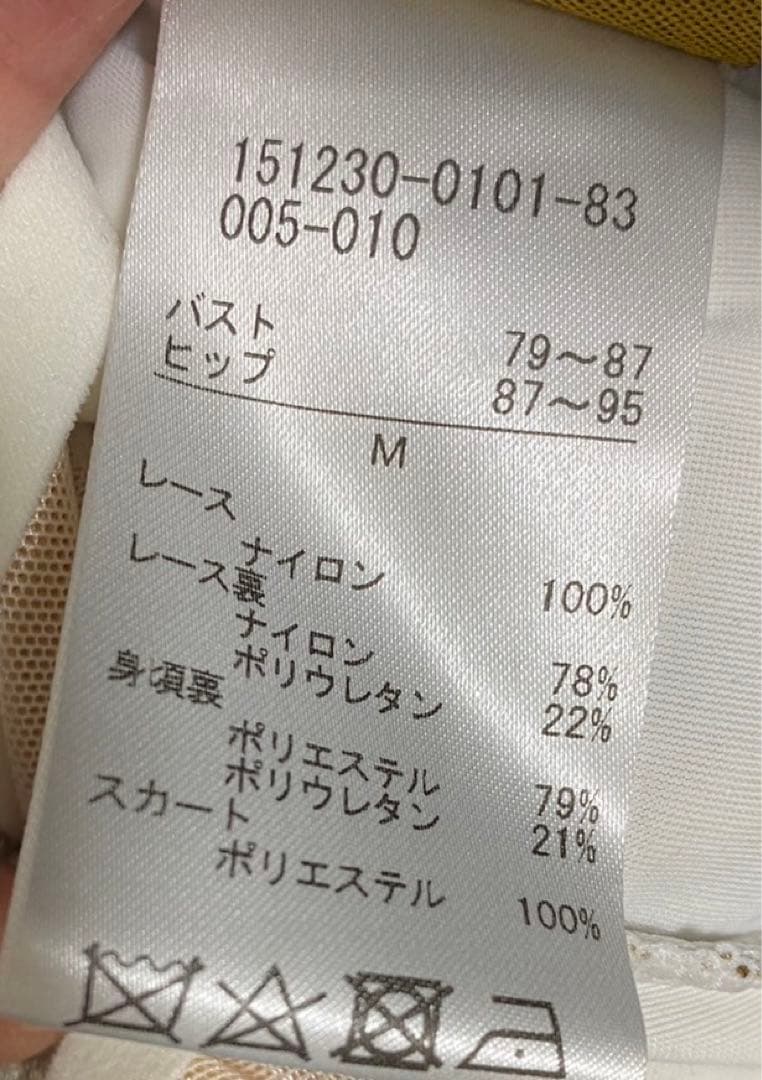 151230-0101-83
005-010
バスト 79～87
ヒップ 87～95
M
レース
ナイロン 100%
レース裏
ナイロン 78%
ポリウレタン 22%
身頃裏
ポリエステル 79%
ポリウレタン 21%
スカート
ポリエステル 100%